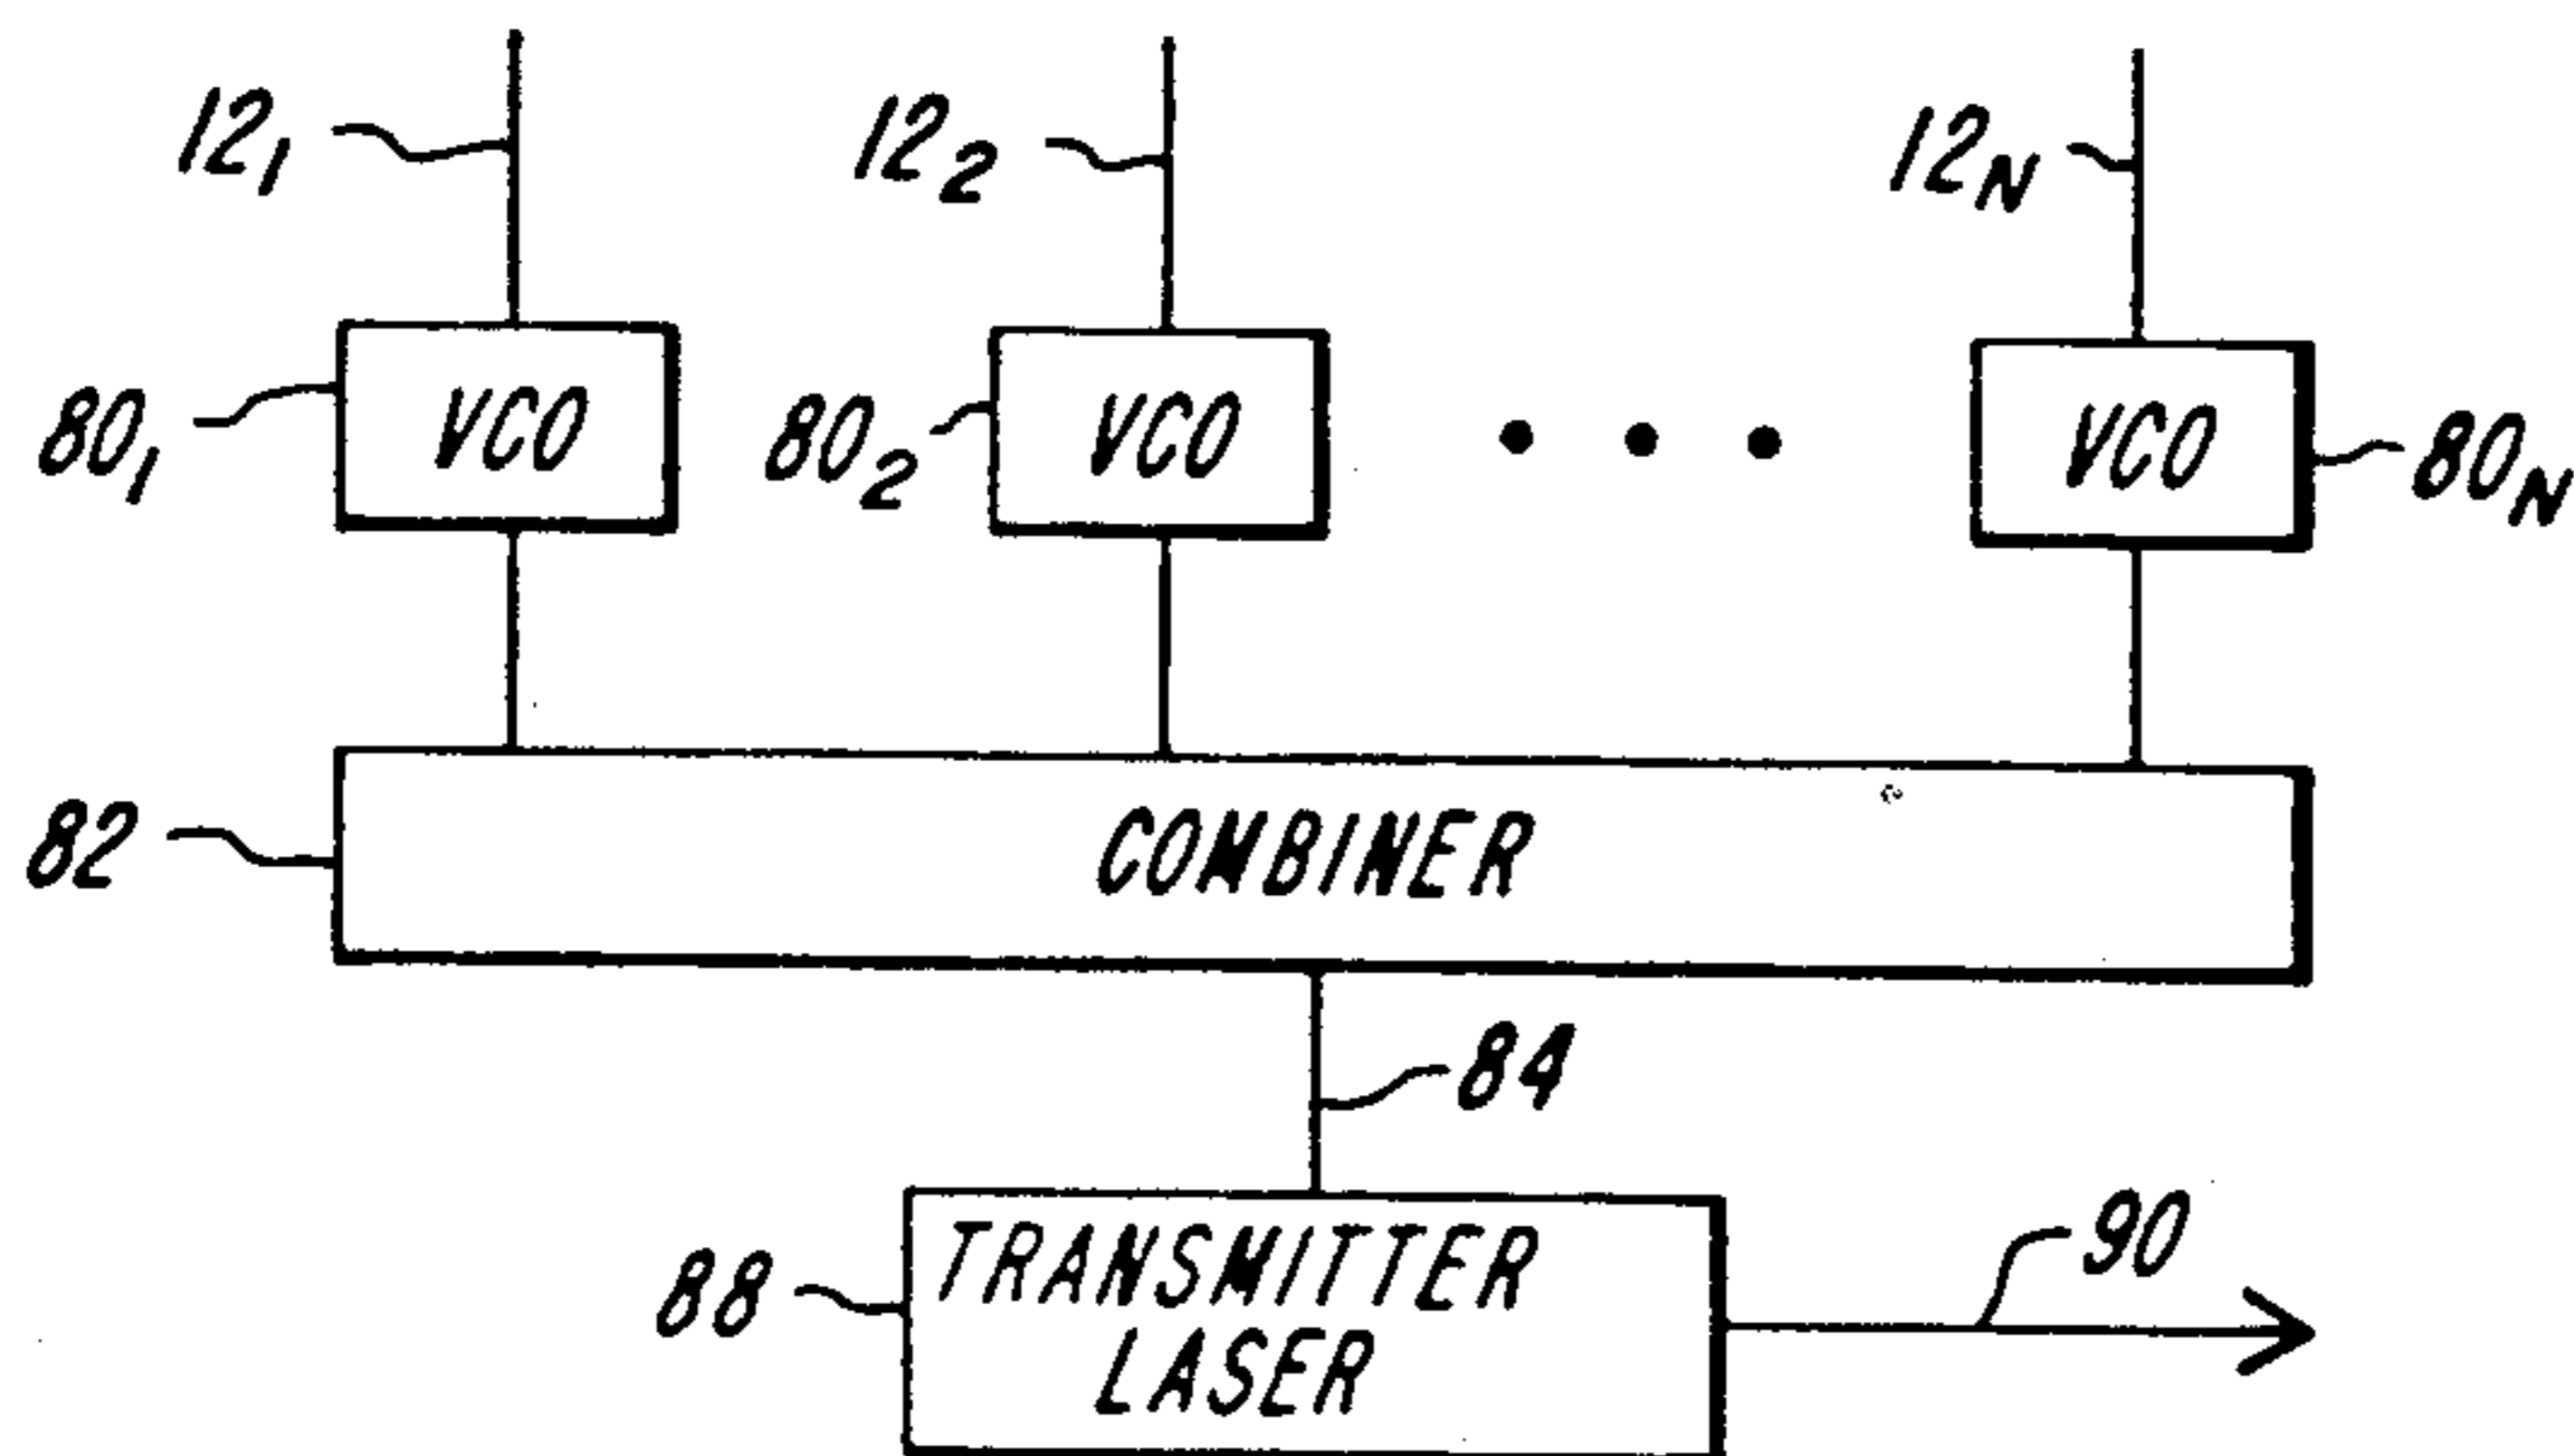 12₁ 12₂ 12N
80₁ VCO 80₂ VCO VCO 80N
82 COMBINER
84
88 TRANSMITTER 90
LASER